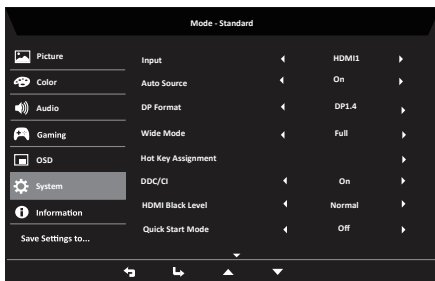 Mode - Standard
Picture
Color
Audio
Gaming
OSD
System
Information
Save Settings to...
Input HDMI1
Auto Source On
DP Format DP1.4
Wide Mode Full
Hot Key Assignment
DDC/CI On
HDMI Black Level Normal
Quick Start Mode Off